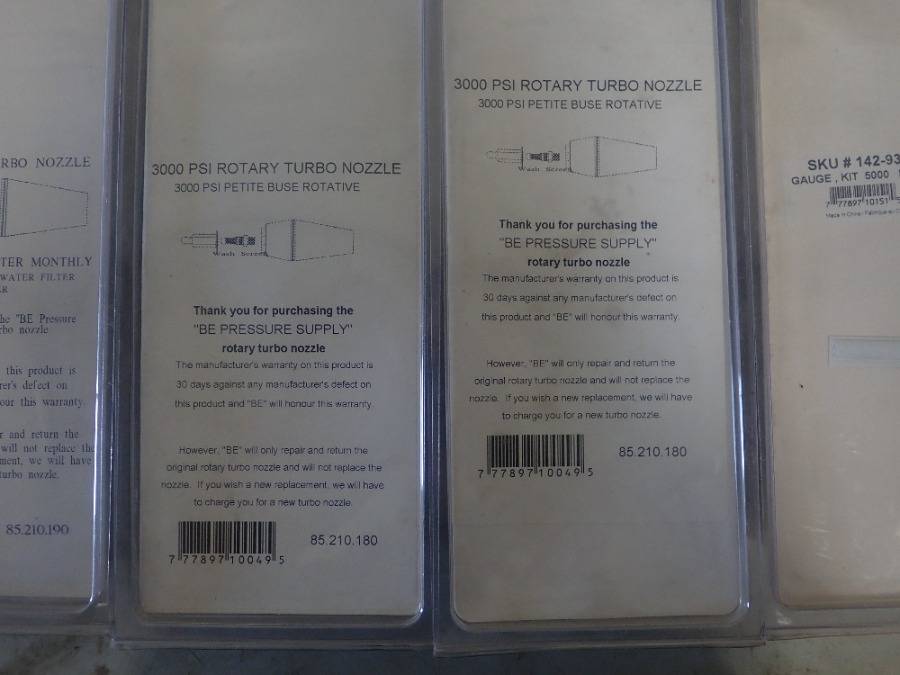 RBO NOZZLE
TER MONTHLY
WATER FILTER
ER
he "BE Pressure
rbo nozzle
this product is
rer's defect on
our this warranty.
r and return the
will not replace the
ment, we will have
turbo nozzle.
85.210.190
3000 PSI ROTARY TURBO NOZZLE
3000 PSI PETITE BUSE ROTATIVE
Wash Screen
Thank you for purchasing the
"BE PRESSURE SUPPLY"
rotary turbo nozzle
The manufacturer's warranty on this product is
30 days against any manufacturer's defect on
this product and "BE" will honour this warranty.
However, "BE" will only repair and return the
original rotary turbo nozzle and will not replace the
nozzle. If you wish a new replacement, we will have
to charge you for a new turbo nozzle.
7 77897 10049 5
85.210.180
3000 PSI ROTARY TURBO NOZZLE
3000 PSI PETITE BUSE ROTATIVE
Wash Screen
Thank you for purchasing the
"BE PRESSURE SUPPLY"
rotary turbo nozzle
The manufacturer's warranty on this product is
30 days against any manufacturer's defect on
this product and "BE" will honour this warranty.
However, "BE" will only repair and return the
original rotary turbo nozzle and will not replace the
nozzle. If you wish a new replacement, we will have
to charge you for a new turbo nozzle.
7 77897 10049 5
85.210.180
SKU # 142-93
GAUGE , KIT 5000
7 77897 10151 5
Made in China